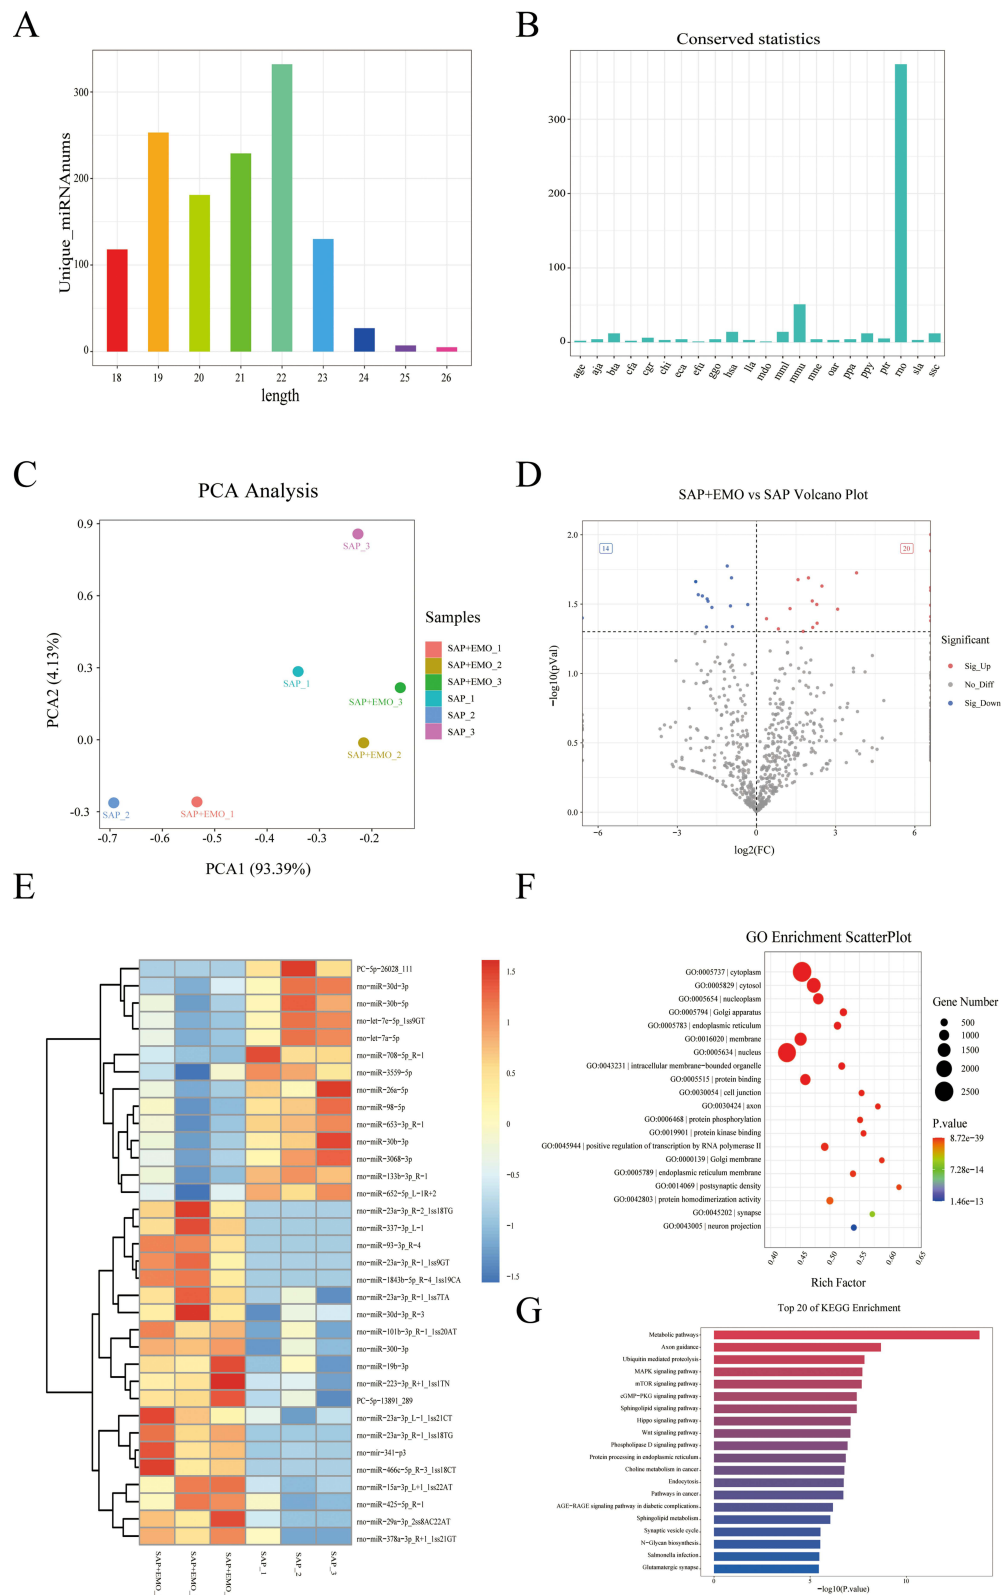 A
Unique_miRNAnums
300
200
100
0
18 19 20 21 22 23 24 25 26
length
B
Conserved statistics
300
200
100
0
age aja bta cfa cgr chi eca efu ggo hsa lla mdo mml mmu mne oar ppa ppy ptr rno sla ssc
C
PCA Analysis
PCA2 (4.13%)
0.9
0.6
0.3
0.0
-0.3
SAP_3
SAP_1
SAP+EMO_3
SAP+EMO_2
SAP_2
SAP+EMO_1
-0.7 -0.6 -0.5 -0.4 -0.3 -0.2
PCA1 (93.39%)
Samples
SAP+EMO_1
SAP+EMO_2
SAP+EMO_3
SAP_1
SAP_2
SAP_3
D
SAP+EMO vs SAP Volcano Plot
−log10(pVal)
2.0
1.5
1.0
0.5
0.0
14
20
−6 −3 0 3 6
log2(FC)
Significant
Sig_Up
No_Diff
Sig_Down
E
PC-5p-26028_111
rno-miR-30d-3p
rno-miR-30b-5p
rno-let-7e-5p_1ss9GT
rno-let-7a-5p
rno-miR-708-5p_R-1
rno-miR-3559-5p
rno-miR-26a-5p
rno-miR-98-5p
rno-miR-653-3p_R-1
rno-miR-30b-3p
rno-miR-3068-3p
rno-miR-133b-5p_R-1
rno-miR-652-5p_L-1R+2
rno-miR-23a-3p_R-2_1ss18TG
rno-miR-337-3p_L-1
rno-miR-93-3p_R-4
rno-miR-23a-3p_R-1_1ss9GT
rno-miR-1843b-5p_R-4_1ss19CA
rno-miR-23a-3p_R-1_1ss7TA
rno-miR-30d-3p_R-3
rno-miR-101b-3p_R-1_1ss20AT
rno-miR-300-3p
rno-miR-19b-3p
rno-miR-223-3p_R+1_1ss1TN
PC-5p-13891_289
rno-miR-23a-3p_L-1_1ss21CT
rno-miR-23a-3p_R-1_1ss18TG
rno-mir-341-p3
rno-miR-466c-5p_R-3_1ss18CT
rno-miR-15a-3p_L+1_1ss22AT
rno-miR-425-5p_R-1
rno-miR-29a-3p_2ss8AC22AT
rno-miR-378a-3p_R+1_1ss21GT
SAP+EMO_ SAP+EMO_ SAP+EMO_ SAP_1 SAP_2 SAP_3
1.5
1
0.5
0
−0.5
−1
−1.5
F
GO Enrichment ScatterPlot
GO:0005737 | cytoplasm
GO:0005829 | cytosol
GO:0005654 | nucleoplasm
GO:0005794 | Golgi apparatus
GO:0005783 | endoplasmic reticulum
GO:0016020 | membrane
GO:0005634 | nucleus
GO:0043231 | intracellular membrane−bounded organelle
GO:0005515 | protein binding
GO:0030054 | cell junction
GO:0030424 | axon
GO:0006468 | protein phosphorylation
GO:0019901 | protein kinase binding
GO:0045944 | positive regulation of transcription by RNA polymerase II
GO:0000139 | Golgi membrane
GO:0005789 | endoplasmic reticulum membrane
GO:0014069 | postsynaptic density
GO:0042803 | protein homodimerization activity
GO:0045202 | synapse
GO:0043005 | neuron projection
0.40 0.45 0.50 0.55 0.60 0.65
Rich Factor
Gene Number
500
1000
1500
2000
2500
P.value
8.72e−39
7.28e−14
1.46e−13
G
Top 20 of KEGG Enrichment
Metabolic pathways
Axon guidance
Ubiquitin mediated proteolysis
MAPK signaling pathway
mTOR signaling pathway
cGMP−PKG signaling pathway
Sphingolipid signaling pathway
Hippo signaling pathway
Wnt signaling pathway
Phospholipase D signaling pathway
Protein processing in endoplasmic reticulum
Choline metabolism in cancer
Endocytosis
Pathways in cancer
AGE−RAGE signaling pathway in diabetic complications
Sphingolipid metabolism
Synaptic vesicle cycle
N−Glycan biosynthesis
Salmonella infection
Glutamatergic synapse
0 5 10
−log10(P.value)